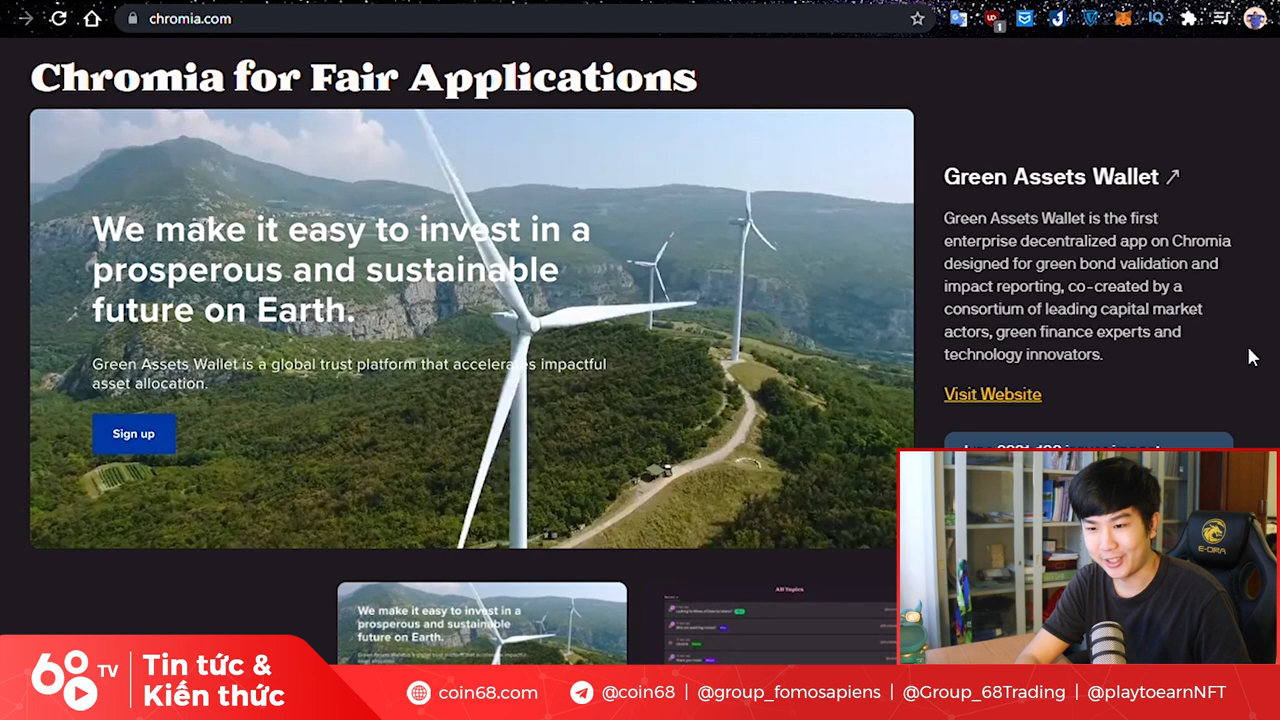 chromia.com
1
Chromia for Fair Applications
We make it easy to invest in a
prosperous and sustainable
future on Earth.
Green Assets Wallet is a global trust platform that accelerates impactful
asset allocation.
Sign up
Green Assets Wallet ↗
Green Assets Wallet is the first
enterprise decentralized app on Chromia
designed for green bond validation and
impact reporting, co-created by a
consortium of leading capital market
actors, green finance experts and
technology innovators.
Visit Website
We make it easy to invest in a
prosperous and sustainable
future on Earth.
All Topics
E-DRA
68 TV
Tin tức &
Kiến thức
coin68.com
@coin68 | @group_fomosapiens | @Group_68Trading | @playtoearnNFT